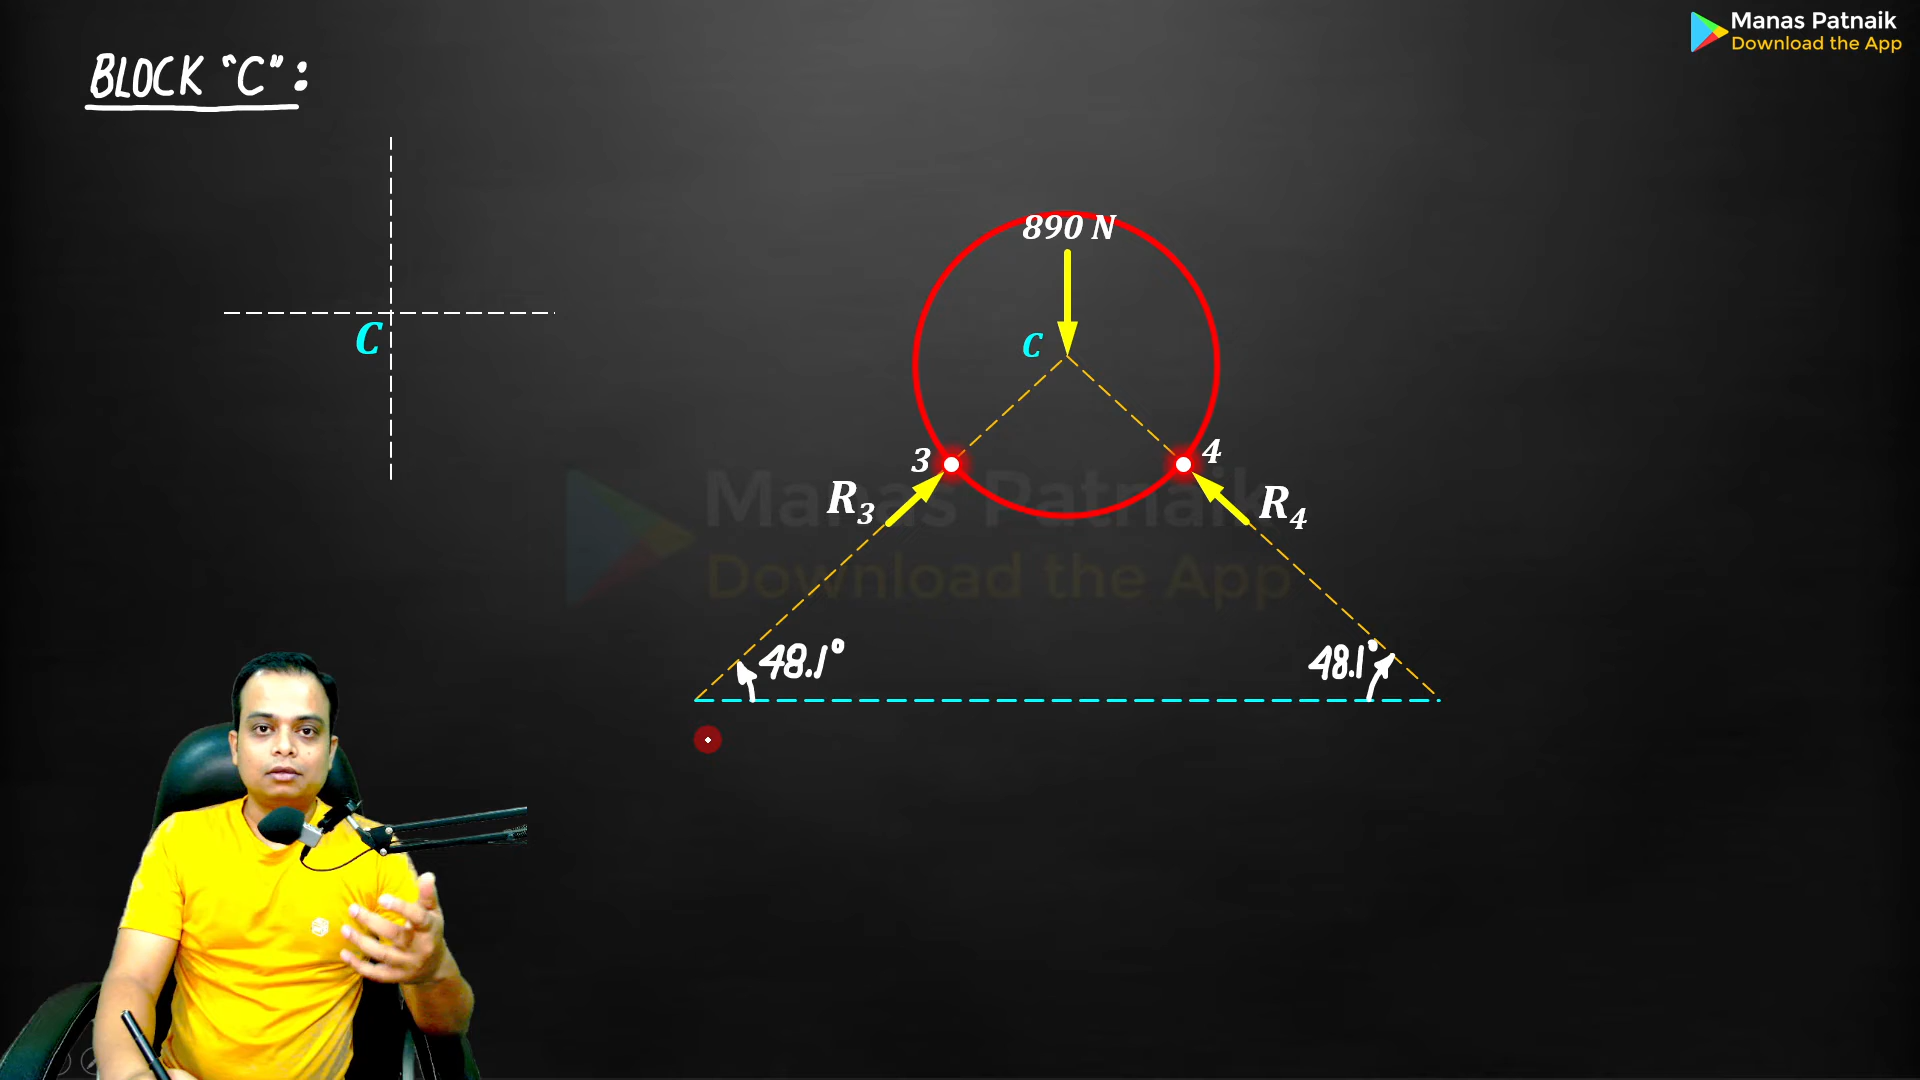 Manas Patnaik
Download the App
BLOCK “C”:
890 N
C
C
3
4
R₃
R₄
Manas Patnaik
Download the App
48.1°
48.1°